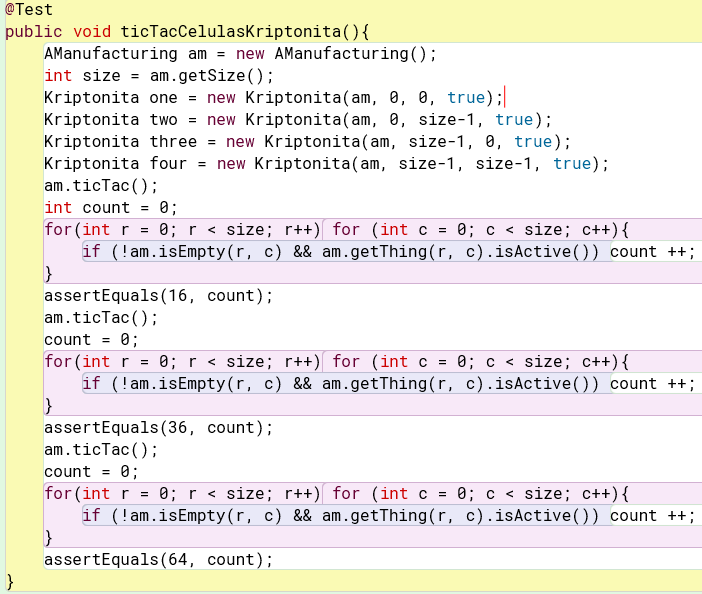 @Test
public void ticTacCelulasKriptonita(){
AManufacturing am = new AManufacturing();
int size = am.getSize();
Kriptonita one = new Kriptonita(am, 0, 0, true);
Kriptonita two = new Kriptonita(am, 0, size-1, true);
Kriptonita three = new Kriptonita(am, size-1, 0, true);
Kriptonita four = new Kriptonita(am, size-1, size-1, true);
am.ticTac();
int count = 0;
for(int r = 0; r < size; r++) for (int c = 0; c < size; c++){
if (!am.isEmpty(r, c) && am.getThing(r, c).isActive()) count ++;
}
assertEquals(16, count);
am.ticTac();
count = 0;
for(int r = 0; r < size; r++) for (int c = 0; c < size; c++){
if (!am.isEmpty(r, c) && am.getThing(r, c).isActive()) count ++;
}
assertEquals(36, count);
am.ticTac();
count = 0;
for(int r = 0; r < size; r++) for (int c = 0; c < size; c++){
if (!am.isEmpty(r, c) && am.getThing(r, c).isActive()) count ++;
}
assertEquals(64, count);
}